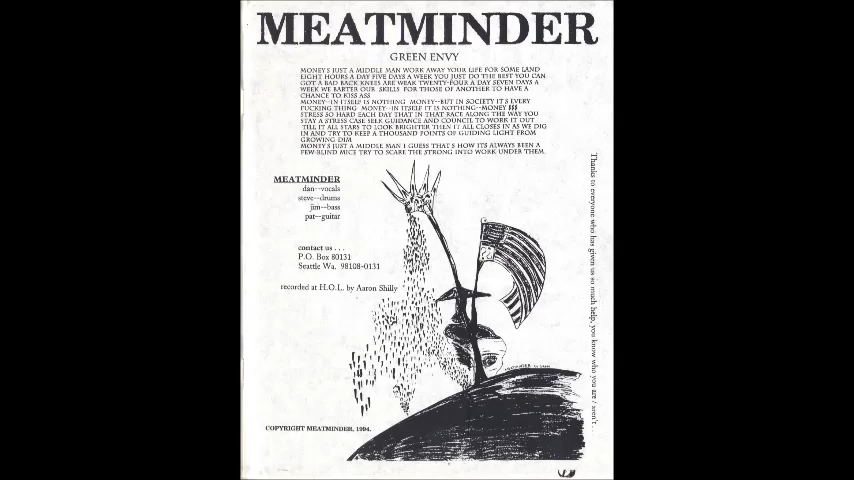 MEATMINDER
GREEN ENVY
MONEY'S JUST A MIDDLE MAN WORK AWAY YOUR LIFE FOR SOME LAND
EIGHT HOURS A DAY FIVE DAYS A WEEK YOU JUST DO THE BEST YOU CAN
GOT A BAD BACK KNEES ARE WEAK TWENTY-FOUR A DAY SEVEN DAYS A
WEEK WE BARTER OUR SKILLS FOR THOSE OF ANOTHER TO HAVE A
CHANCE TO KISS ASS
MONEY--IN ITSELF IS NOTHING MONEY--BUT IN SOCIETY IT'S EVERY
FUCKING THING MONEY--IN ITSELF IT IS NOTHING--MONEY $$$
STRESS SO HARD EACH DAY THAT IN THAT RACE ALONG THE WAY YOU
STAY A STRESS CASE SEEK GUIDANCE AND COUNCIL TO WORK IT OUT
TILL IT ALL STARS TO LOOK BRIGHTER THEN IT ALL CLOSES IN AS WE DIG
IN AND TRY TO KEEP A THOUSAND POINTS OF GUIDING LIGHT FROM
GROWING DIM
MONEY'S JUST A MIDDLE MAN I GUESS THAT'S HOW ITS ALWAYS BEEN A
FEW-BLIND MICE TRY TO SCARE THE STRONG INTO WORK UNDER THEM.
MEATMINDER
dan--vocals
steve--drums
jim--bass
pat--guitar
contact us . . .
P.O. Box 80131
Seattle Wa. 98108-0131
recorded at H.O.L. by Aaron Shilly
COPYRIGHT MEATMINDER, 1994.
Thanks to everyone who has given us so much help, you know who you are / aren't . .